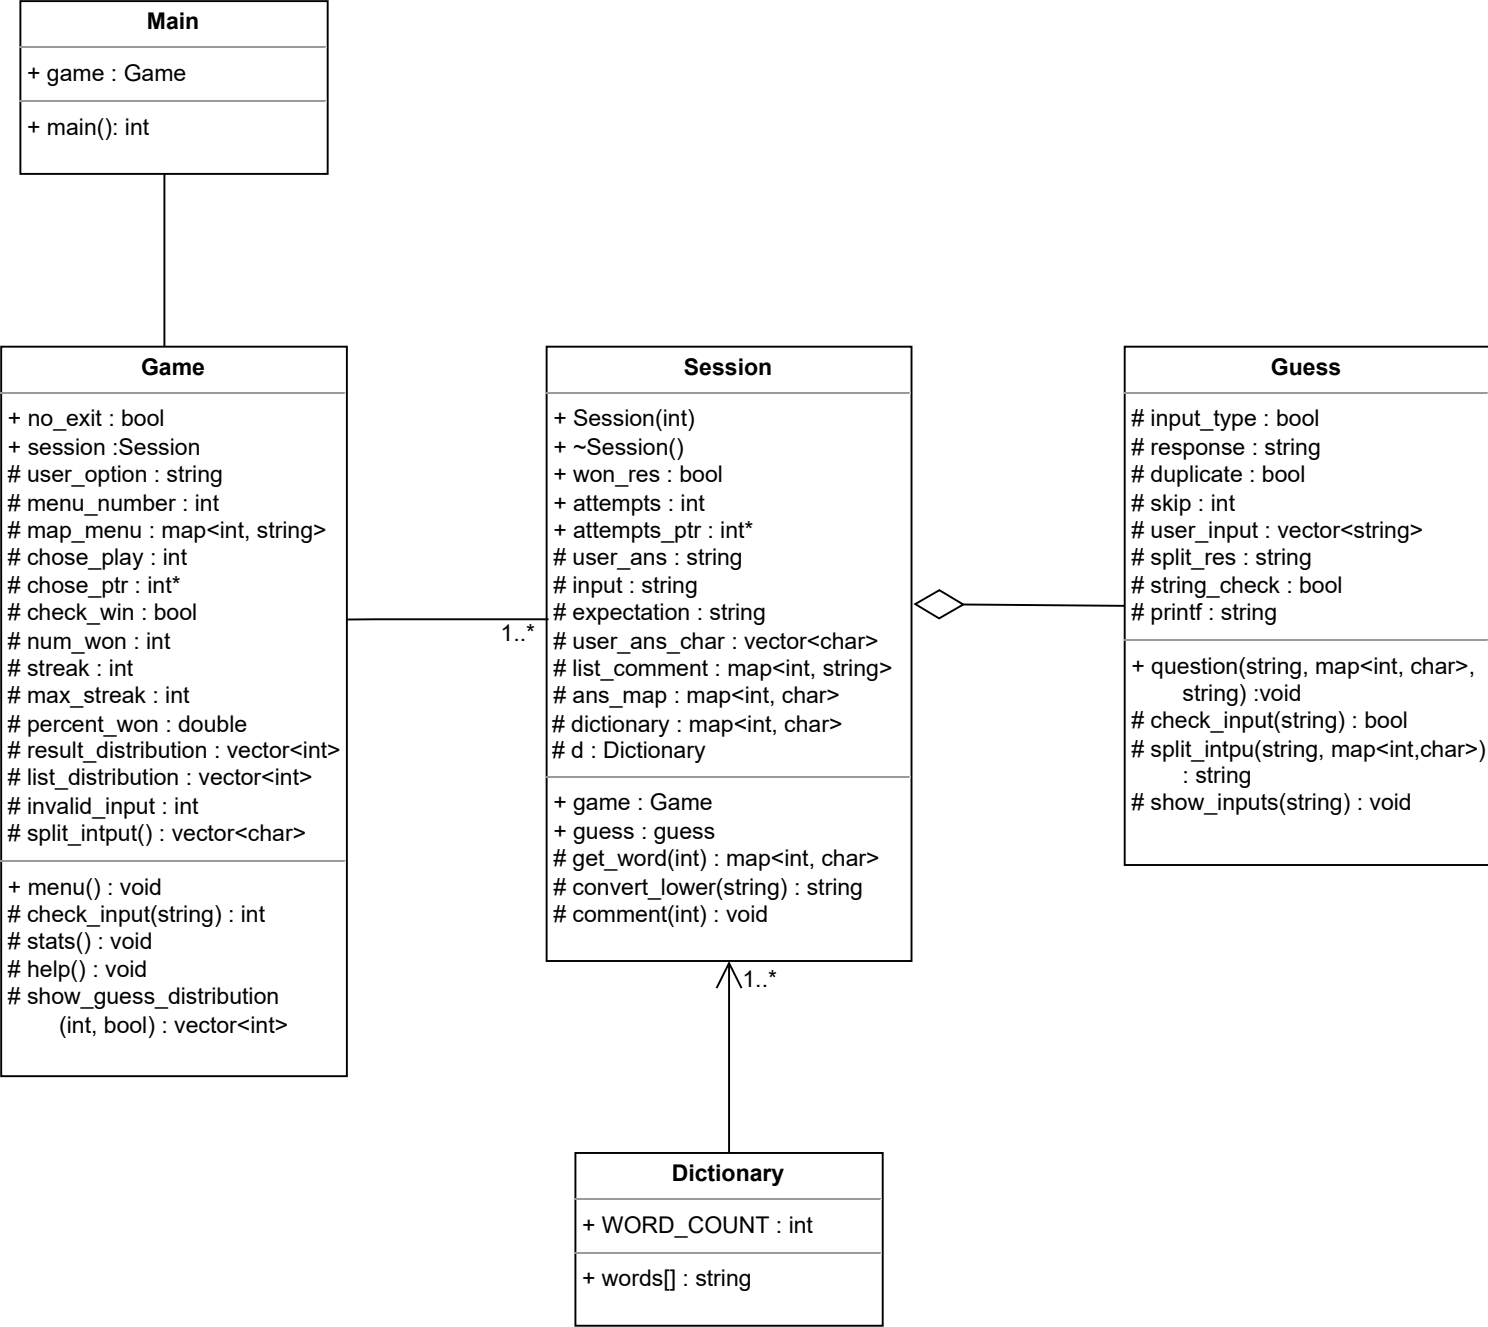 Main
+ game : Game
+ main(): int
Game
+ no_exit : bool
+ session :Session
# user_option : string
# menu_number : int
# map_menu : map<int, string>
# chose_play : int
# chose_ptr : int*
# check_win : bool
# num_won : int
# streak : int
# max_streak : int
# percent_won : double
# result_distribution : vector<int>
# list_distribution : vector<int>
# invalid_input : int
# split_intput() : vector<char>
+ menu() : void
# check_input(string) : int
# stats() : void
# help() : void
# show_guess_distribution
(int, bool) : vector<int>
1..*
Session
+ Session(int)
+ ~Session()
+ won_res : bool
+ attempts : int
+ attempts_ptr : int*
# user_ans : string
# input : string
# expectation : string
# user_ans_char : vector<char>
# list_comment : map<int, string>
# ans_map : map<int, char>
# dictionary : map<int, char>
# d : Dictionary
+ game : Game
+ guess : guess
# get_word(int) : map<int, char>
# convert_lower(string) : string
# comment(int) : void
Guess
# input_type : bool
# response : string
# duplicate : bool
# skip : int
# user_input : vector<string>
# split_res : string
# string_check : bool
# printf : string
+ question(string, map<int, char>,
string) :void
# check_input(string) : bool
# split_intpu(string, map<int,char>)
: string
# show_inputs(string) : void
1..*
Dictionary
+ WORD_COUNT : int
+ words[] : string